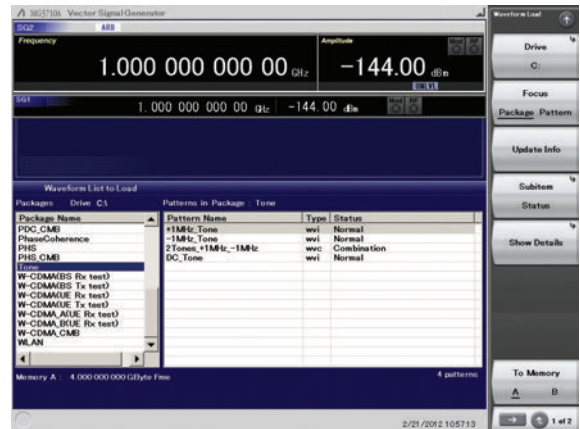 MG3710A Vector Signal Generator
SG2 ARB
Frequency
1.000 000 000 00 GHz
Amplitude
Mod RF
-144.00 dBm
UNLVL
SG1
1. 000 000 000 00 GHz -144. 00 dBm
Mod RF
Waveform List to Load
Packages Drive C:\
Patterns in Package : Tone
Package Name
PDC_CMB
PhaseCoherence
PHS
PHS_CMB
Tone
W-CDMA(BS Rx test)
W-CDMA(BS Tx test)
W-CDMA(UE Rx test)
W-CDMA(UE Tx test)
W-CDMA_A(UE Rx test)
W-CDMA_B(UE Rx test)
W-CDMA_CMB
WLAN
Pattern Name Type Status
+1MHz_Tone wvi Normal
-1MHz_Tone wvi Normal
2Tones_+1MHz_-1MHz wvc Combination
DC_Tone wvi Normal
Memory A : 4.000 000 000 GByte Free
4 patterns
2/21/2012 10:57:13
Waveform Load
Drive
C:
Focus
Package Pattern
Update Info
Subitem
Status
Show Details
To Memory
A B
1 of 2